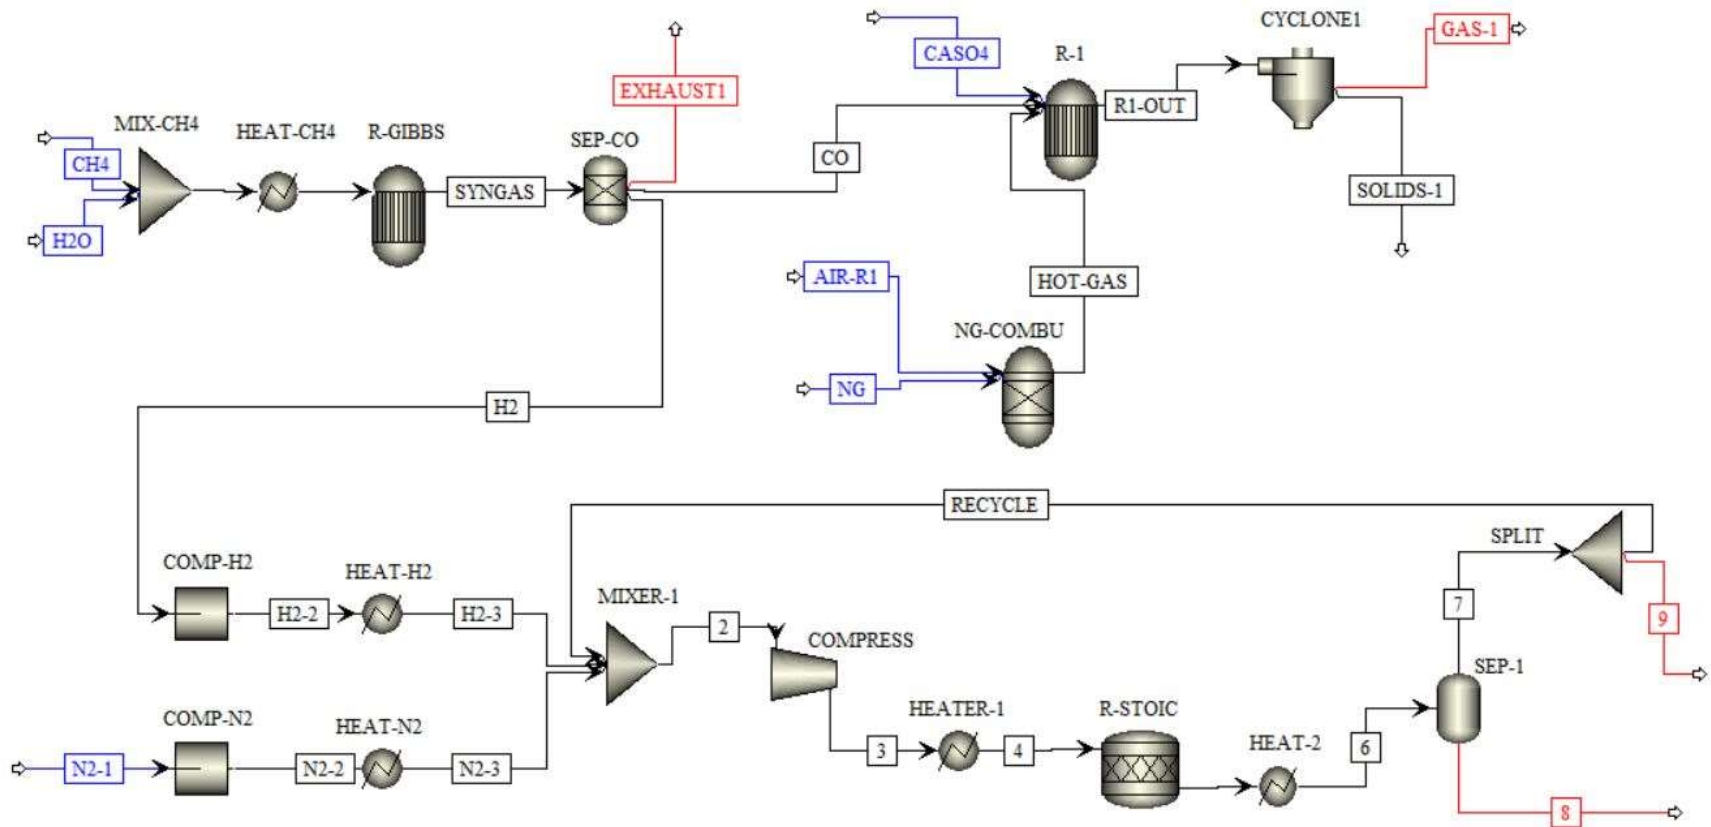 CYCLONE1
GAS-1
CASO4
R-1
EXHAUST1
R1-OUT
MIX-CH4
HEAT-CH4
R-GIBBS
SEP-CO
CH4
CO
SYNGAS
SOLIDS-1
H2O
AIR-R1
HOT-GAS
NG-COMBU
NG
H2
RECYCLE
SPLIT
COMP-H2
HEAT-H2
MIXER-1
7
H2-2
H2-3
2
9
COMPRESS
SEP-1
COMP-N2
HEAT-N2
HEATER-1
R-STOIC
HEAT-2
3
4
6
N2-1
N2-2
N2-3
8